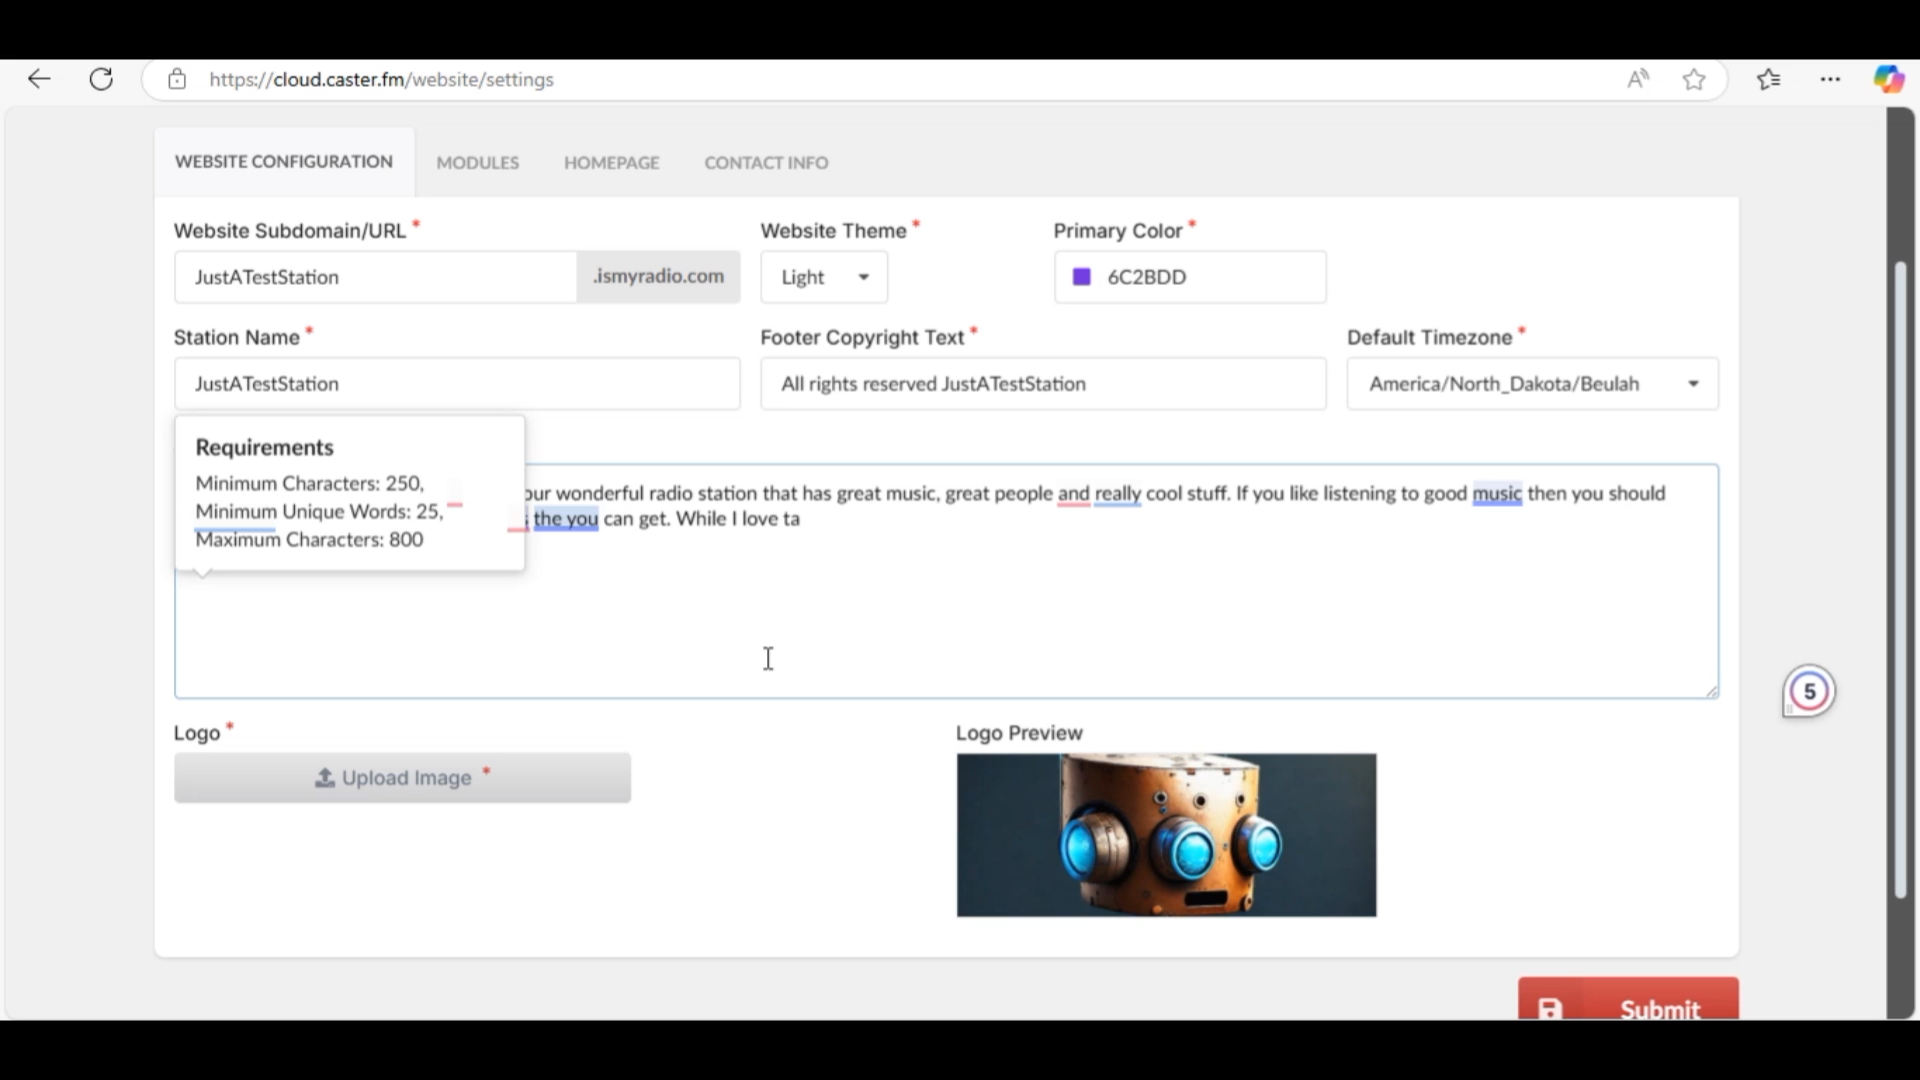 https://cloud.caster.fm/website/settings
WEBSITE CONFIGURATION
MODULES
HOMEPAGE
CONTACT INFO
Website Subdomain/URL *
Website Theme *
Primary Color *
JustATestStation
.ismyradio.com
Light
6C2BDD
Station Name *
Footer Copyright Text *
Default Timezone *
JustATestStation
All rights reserved JustATestStation
America/North_Dakota/Beulah
Requirements
Minimum Characters: 250,
Minimum Unique Words: 25,
Maximum Characters: 800
our wonderful radio station that has great music, great people and really cool stuff. If you like listening to good music then you should
the you can get. While I love ta
5
Logo *
Logo Preview
Upload Image *
Submit